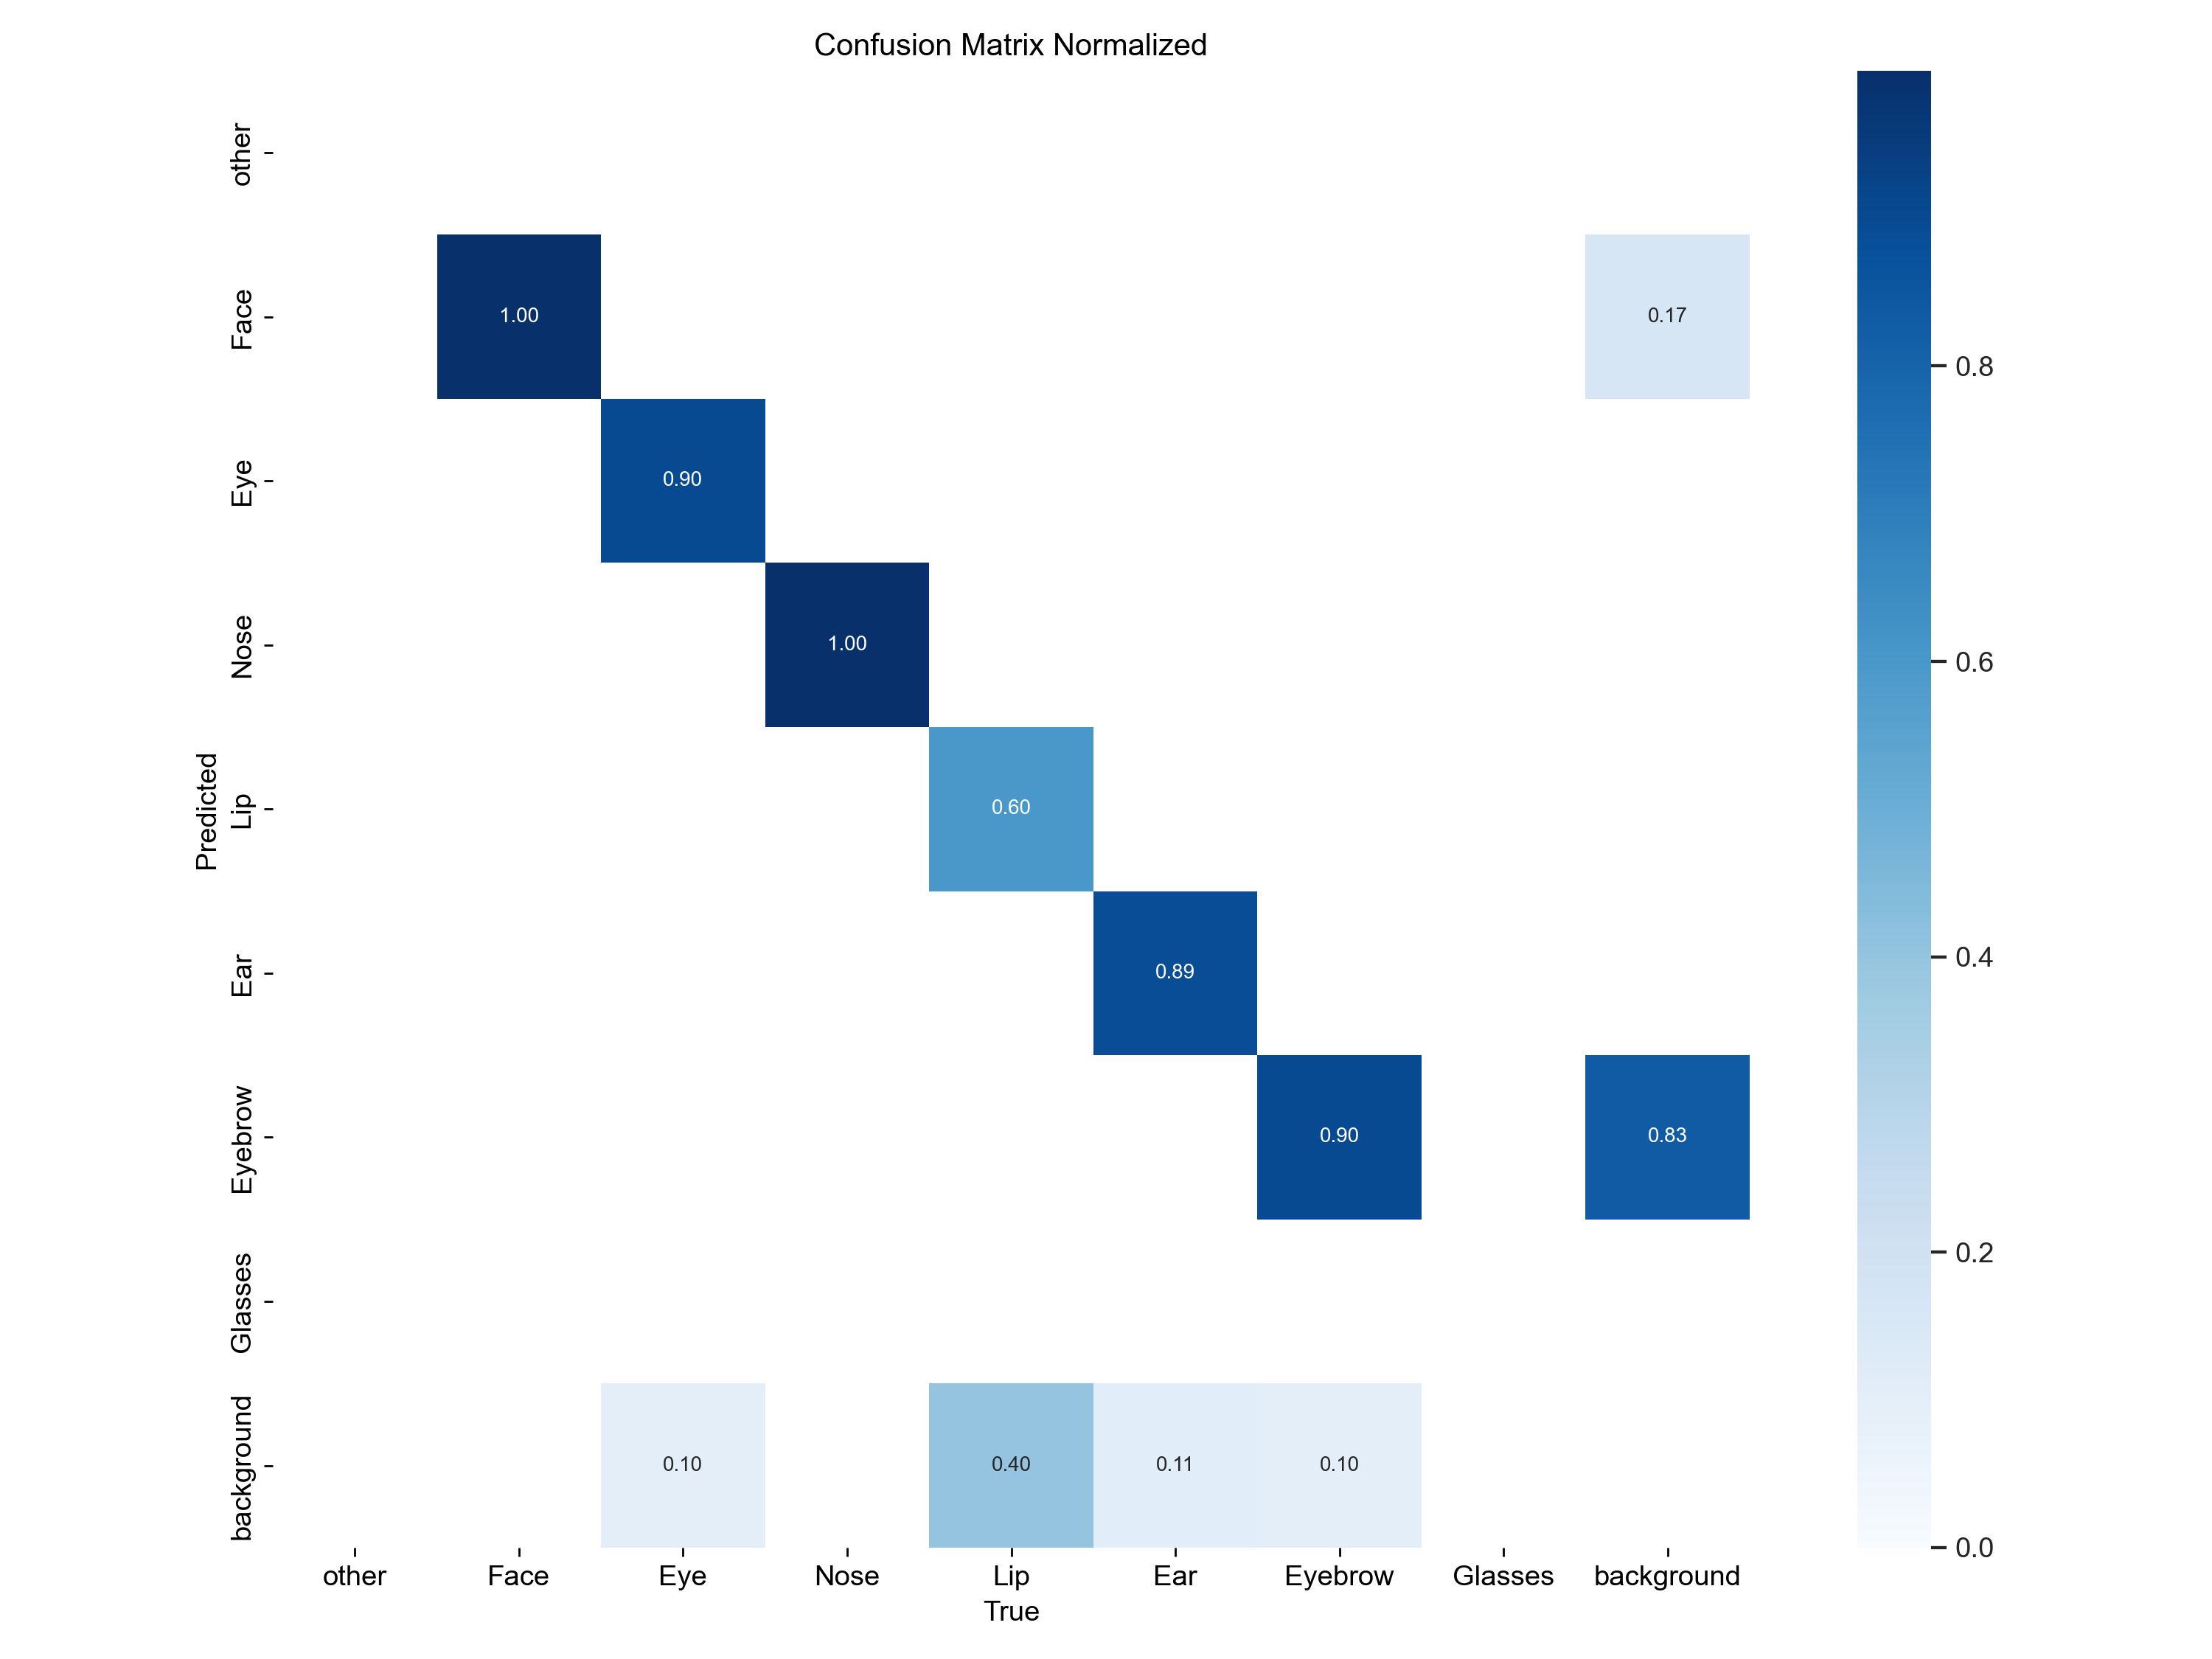 Confusion Matrix Normalized
other
Face
1.00
0.17
0.8
Eye
0.90
Nose
1.00
0.6
Predicted
Lip
0.60
Ear
0.89
0.4
Eyebrow
0.90
0.83
0.2
Glasses
background
0.10
0.40
0.11
0.10
0.0
other Face Eye Nose Lip Ear Eyebrow Glasses background
True